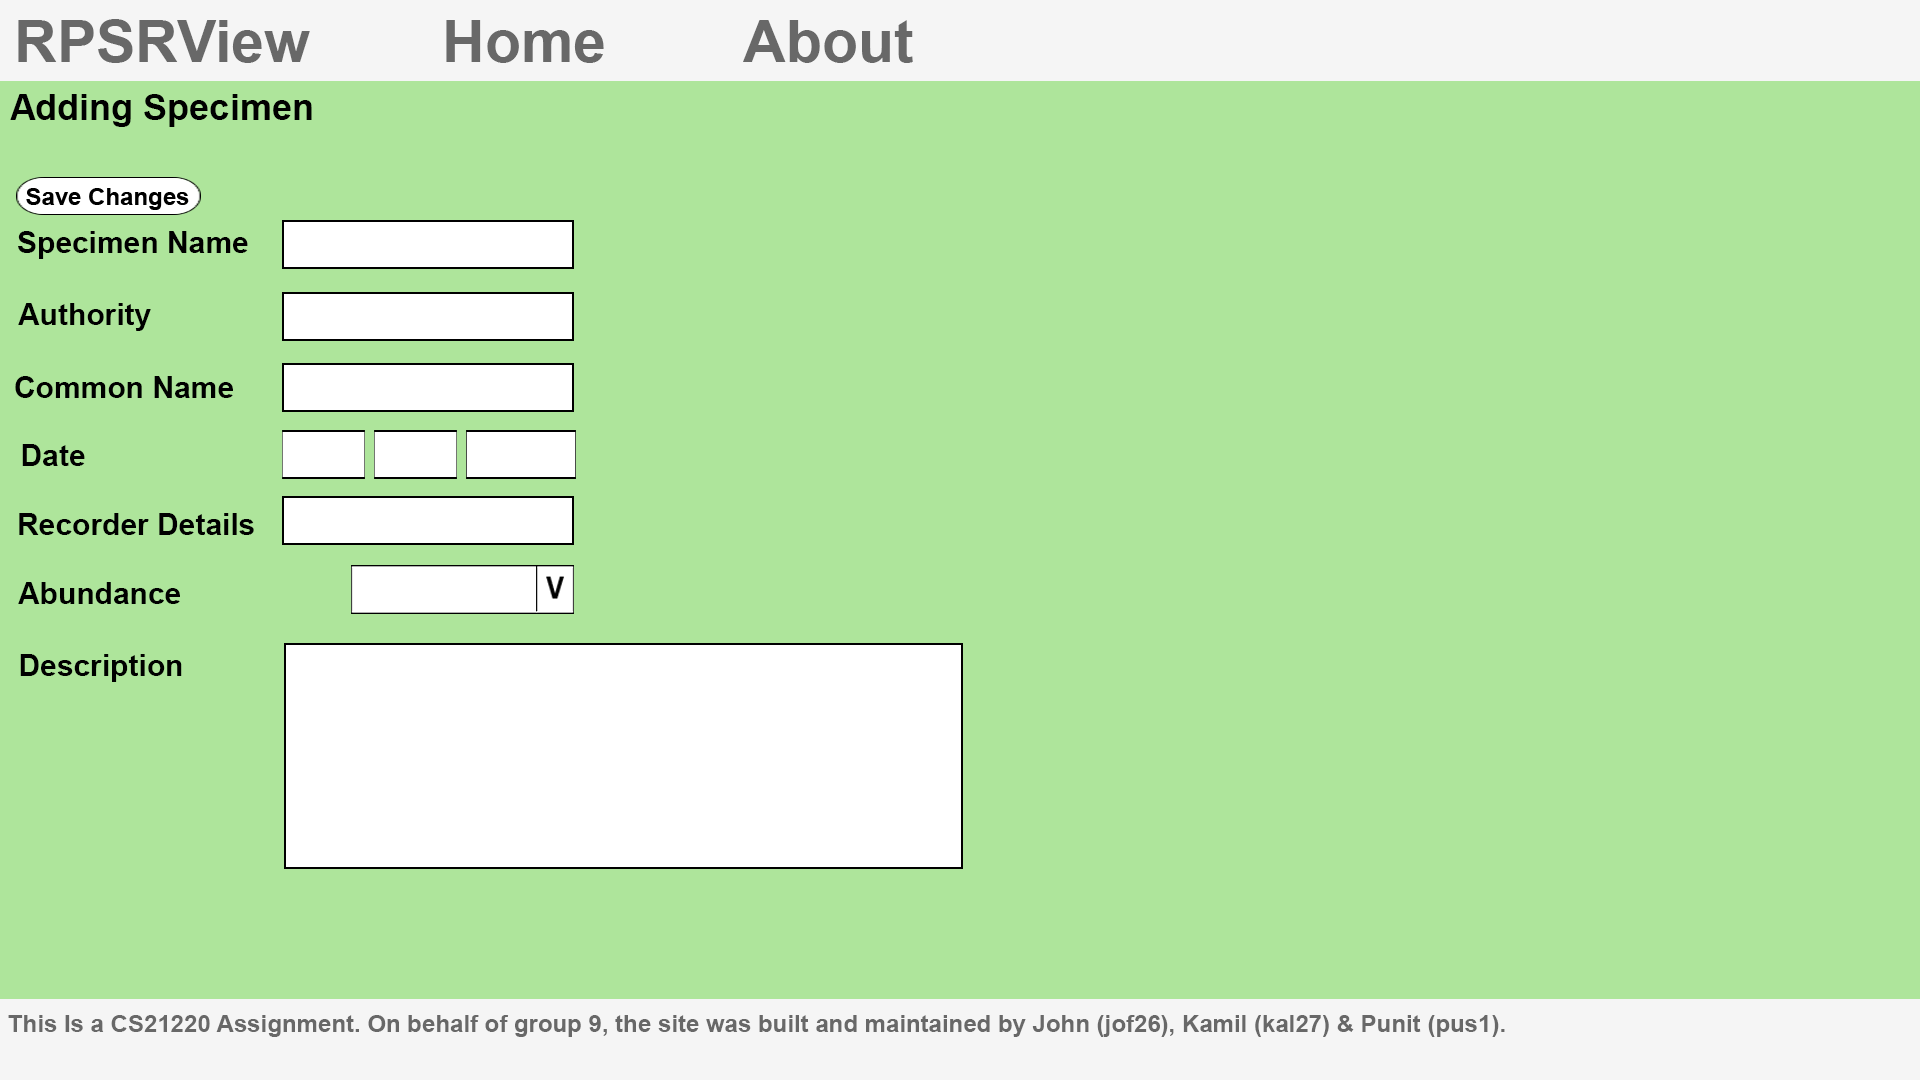 RPSRView Home About
Adding Specimen
Save Changes
Specimen Name
Authority
Common Name
Date
Recorder Details
Abundance V
Description
This Is a CS21220 Assignment. On behalf of group 9, the site was built and maintained by John (jof26), Kamil (kal27) & Punit (pus1).